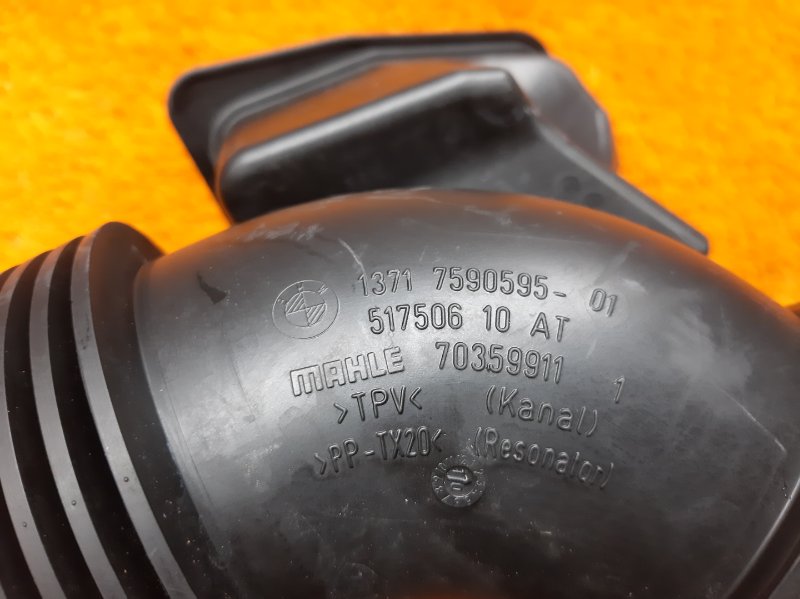 1371 7590595-01
517506 10 AT
MAHLE 70359911 1
>TPV< (Kanal)
>PP-TX20< (Resonator)